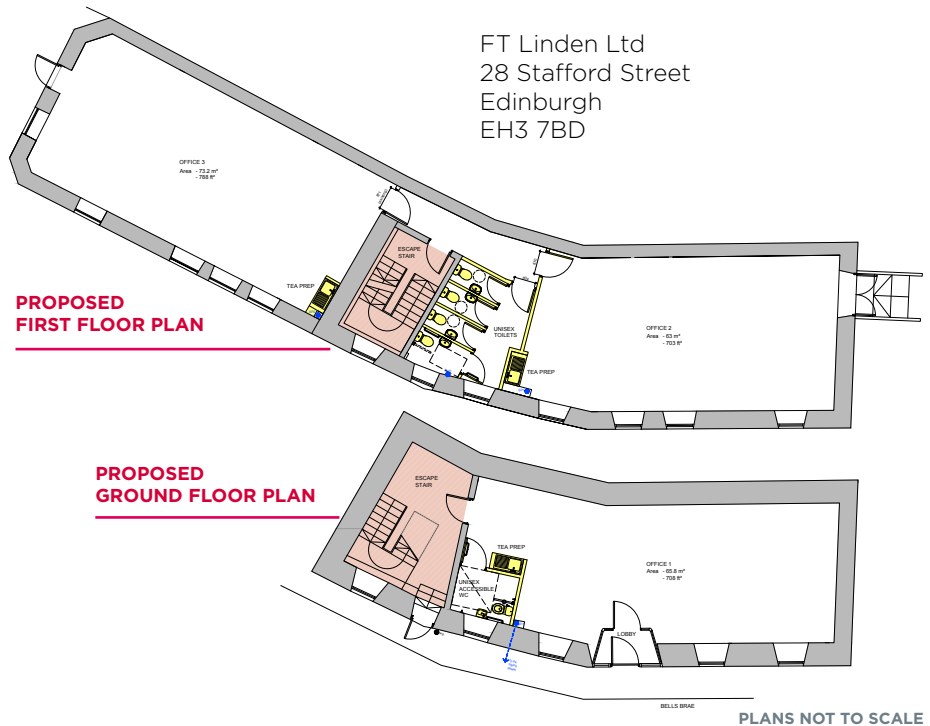 FT Linden Ltd
28 Stafford Street
Edinburgh
EH3 7BD
OFFICE 3
Area - 73.2 m²
- 788 ft²
ESCAPE
STAIR
TEA PREP
UNISEX
TOILETS
TEA PREP
OFFICE 2
Area - 63 m²
- 703 ft²
PROPOSED
FIRST FLOOR PLAN
PROPOSED
GROUND FLOOR PLAN
ESCAPE
STAIR
TEA PREP
UNISEX
ACCESSIBLE
WC
OFFICE 1
Area - 65.8 m²
- 708 ft²
LOBBY
BELLS BRAE
PLANS NOT TO SCALE